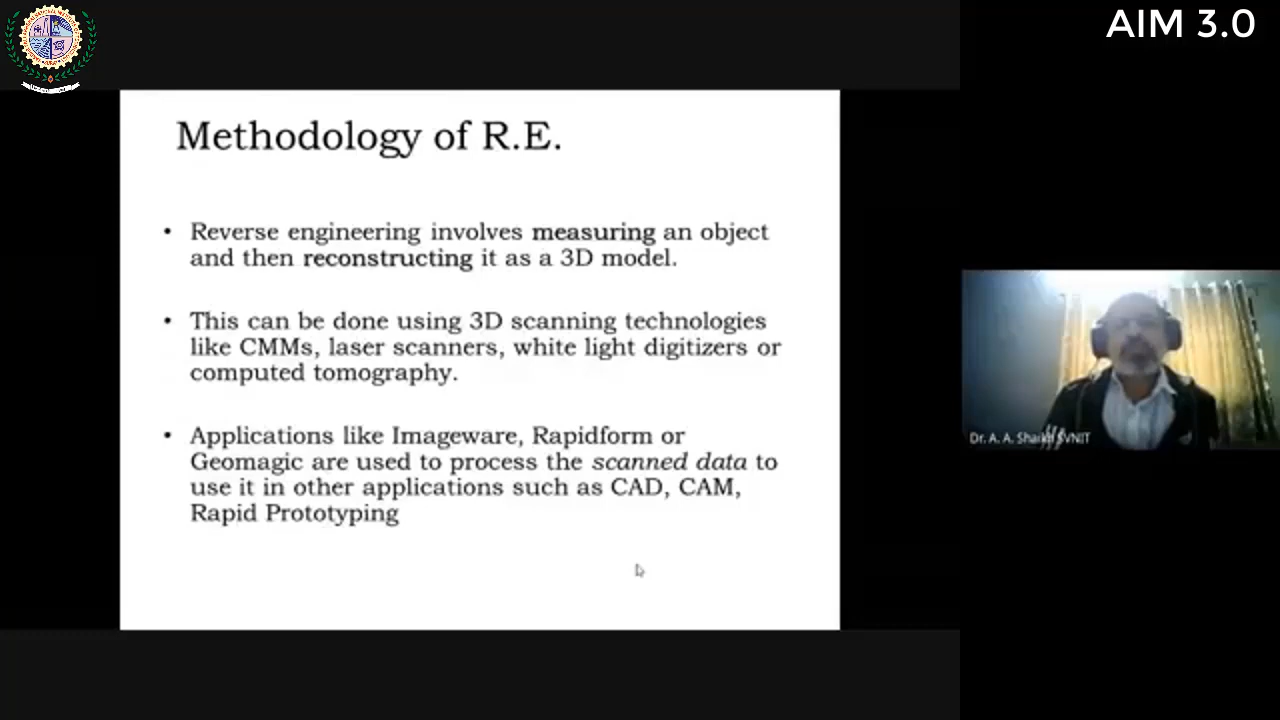 AIM 3.0
Methodology of R.E.
• Reverse engineering involves measuring an object
and then reconstructing it as a 3D model.
• This can be done using 3D scanning technologies
like CMMs, laser scanners, white light digitizers or
computed tomography.
• Applications like Imageware, Rapidform or
Geomagic are used to process the scanned data to
use it in other applications such as CAD, CAM,
Rapid Prototyping
Dr. A. A. Shaikh SVNIT